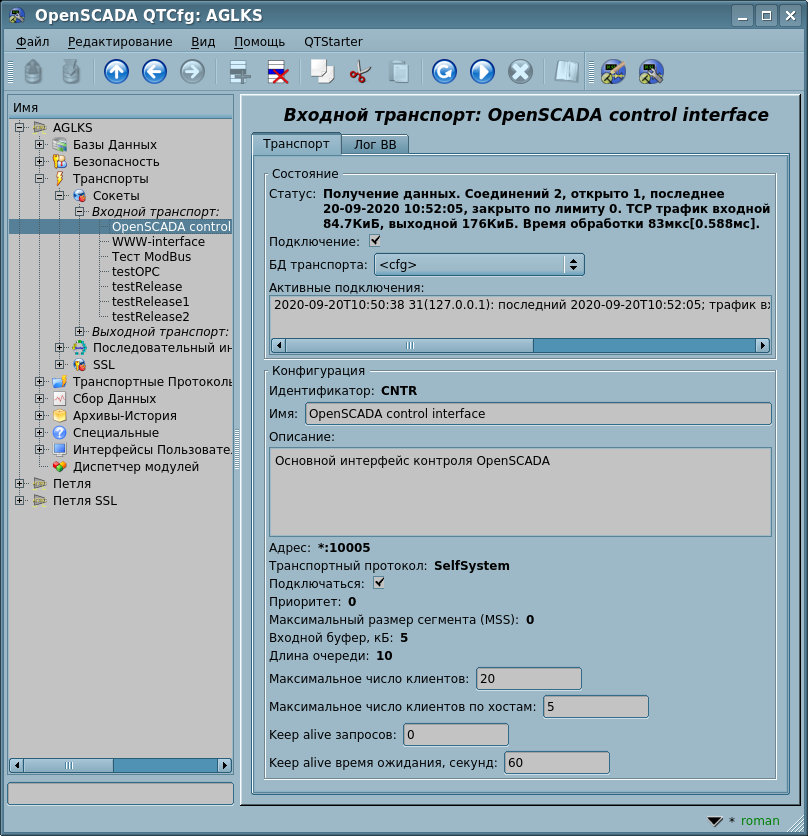 OpenSCADA QTCfg: AGLKS
Файл Редактирование Вид Помощь QTStarter
Имя
AGLKS
Базы Данных
Безопасность
Транспорты
Сокеты
Входной транспорт:
OpenSCADA control
WWW-interface
Тест ModBus
testOPC
testRelease
testRelease1
testRelease2
Выходной транспорт:
Последовательный ин
SSL
Транспортные Протоколь
Сбор Данных
Архивы-История
Специальные
Интерфейсы Пользовате.
Диспетчер модулей
Петля
Петля SSL
Входной транспорт: OpenSCADA control interface
Транспорт Лог ВВ
Состояние
Статус: Получение данных. Соединений 2, открыто 1, последнее
20-09-2020 10:52:05, закрыто по лимиту 0. TCP трафик входной
84.7КиБ, выходной 176КиБ. Время обработки 83мкс[0.588мс].
Подключение:
БД транспорта: <cfg>
Активные подключения:
2020-09-20T10:50:38 31(127.0.0.1): последний 2020-09-20T10:52:05; трафик вх
Конфигурация
Идентификатор: CNTR
Имя: OpenSCADA control interface
Описание:
Основной интерфейс контроля OpenSCADA
Адрес: *:10005
Транспортный протокол: SelfSystem
Подключаться:
Приоритет: 0
Максимальный размер сегмента (MSS): 0
Входной буфер, кБ: 5
Длина очереди: 10
Максимальное число клиентов: 20
Максимальное число клиентов по хостам: 5
Keep alive запросов: 0
Keep alive время ожидания, секунд: 60
* roman